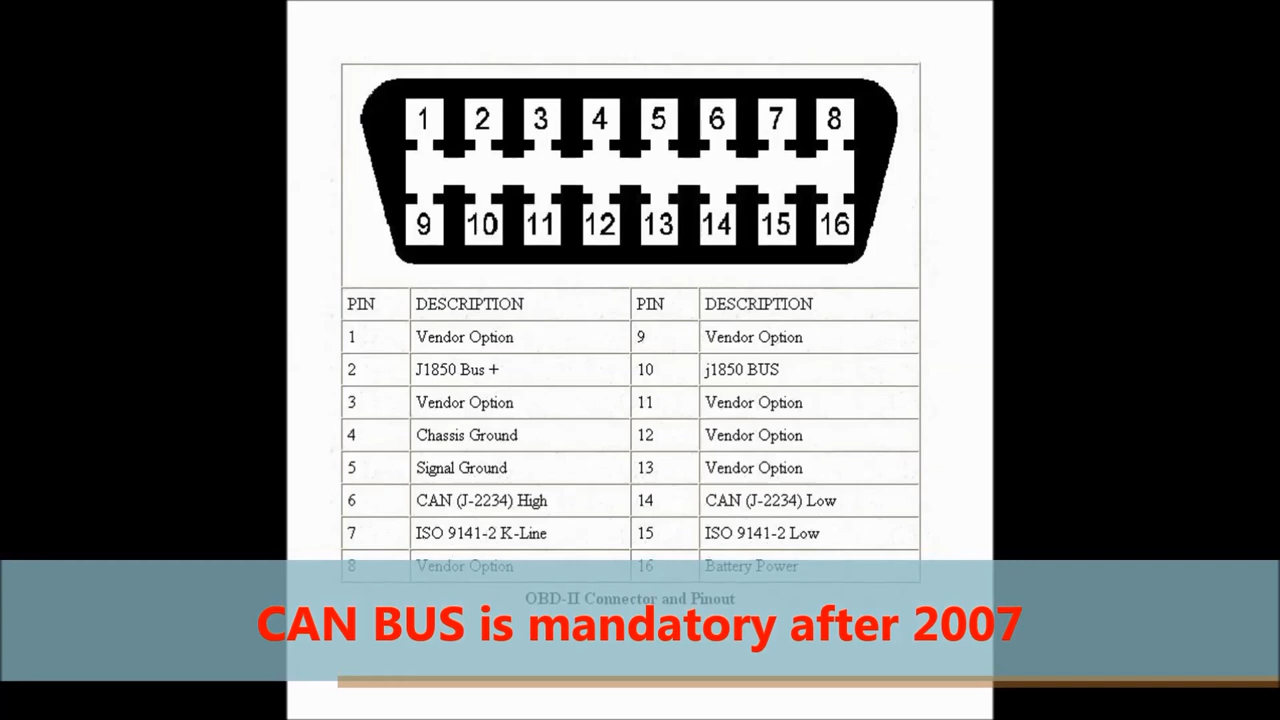 1 2 3 4 5 6 7 8
9 10 11 12 13 14 15 16
PIN DESCRIPTION PIN DESCRIPTION
1 Vendor Option 9 Vendor Option
2 J1850 Bus + 10 j1850 BUS
3 Vendor Option 11 Vendor Option
4 Chassis Ground 12 Vendor Option
5 Signal Ground 13 Vendor Option
6 CAN (J-2234) High 14 CAN (J-2234) Low
7 ISO 9141-2 K-Line 15 ISO 9141-2 Low
8 Vendor Option 16 Battery Power
OBD-II Connector and Pinout
CAN BUS is mandatory after 2007